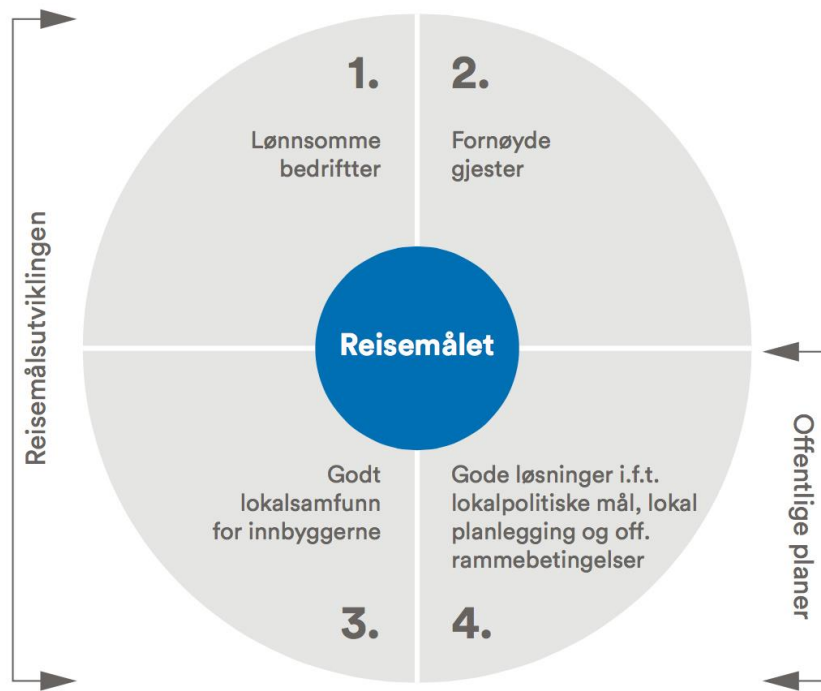 Reisemålsutviklingen
1.
Lønnsomme
bedriftter
2.
Fornøyde
gjester
Reisemålet
Godt
lokalsamfunn
for innbyggerne
3.
Gode løsninger i.f.t.
lokalpolitiske mål, lokal
planlegging og off.
rammebetingelser
4.
Offentlige planer